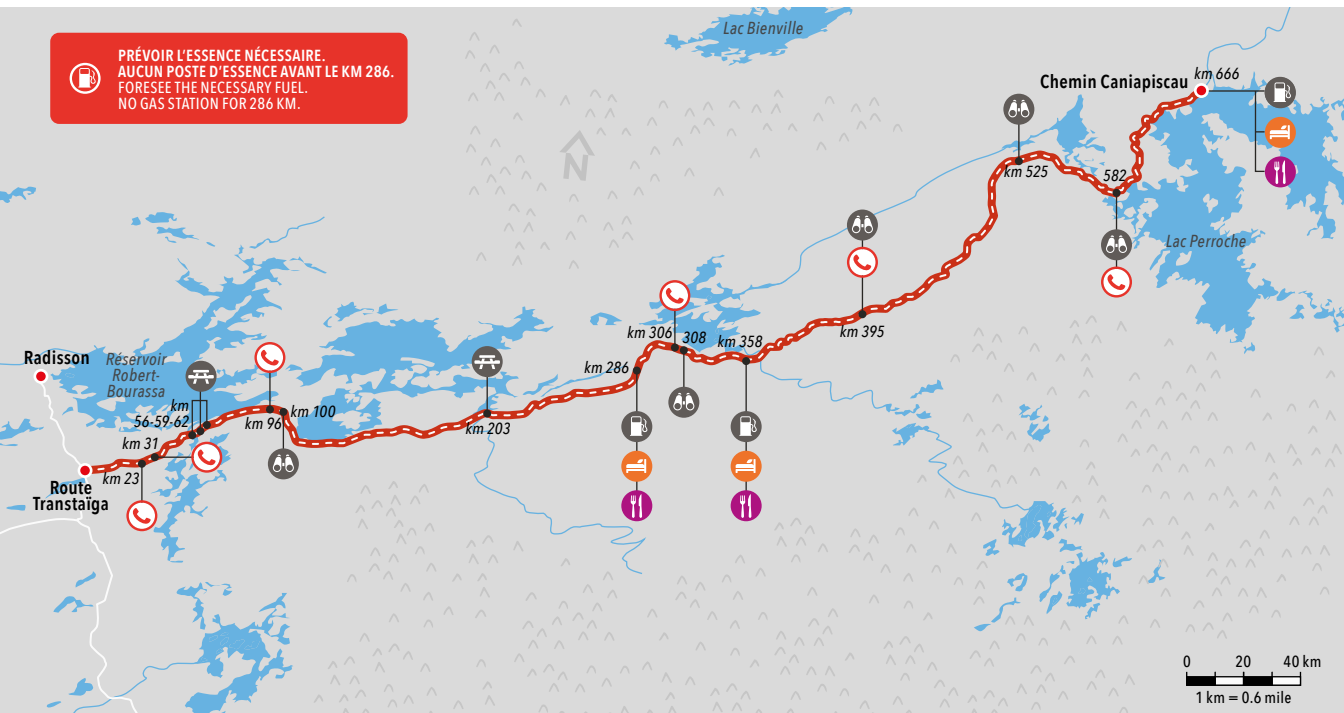 PRÉVOIR L'ESSENCE NÉCESSAIRE.
AUCUN POSTE D'ESSENCE AVANT LE KM 286.
FORESEE THE NECESSARY FUEL.
NO GAS STATION FOR 286 KM.
Lac Bienville
Chemin Caniapiscau
km 666
km 525
582
Lac Perroche
km 395
km 306
308
km 358
km 286
Radisson
Réservoir
Robert-
Bourassa
km
56-59-62
km 31
km 23
km 96
km 100
km 203
Route
Transtaïga
N
0 20 40 km
1 km = 0.6 mile